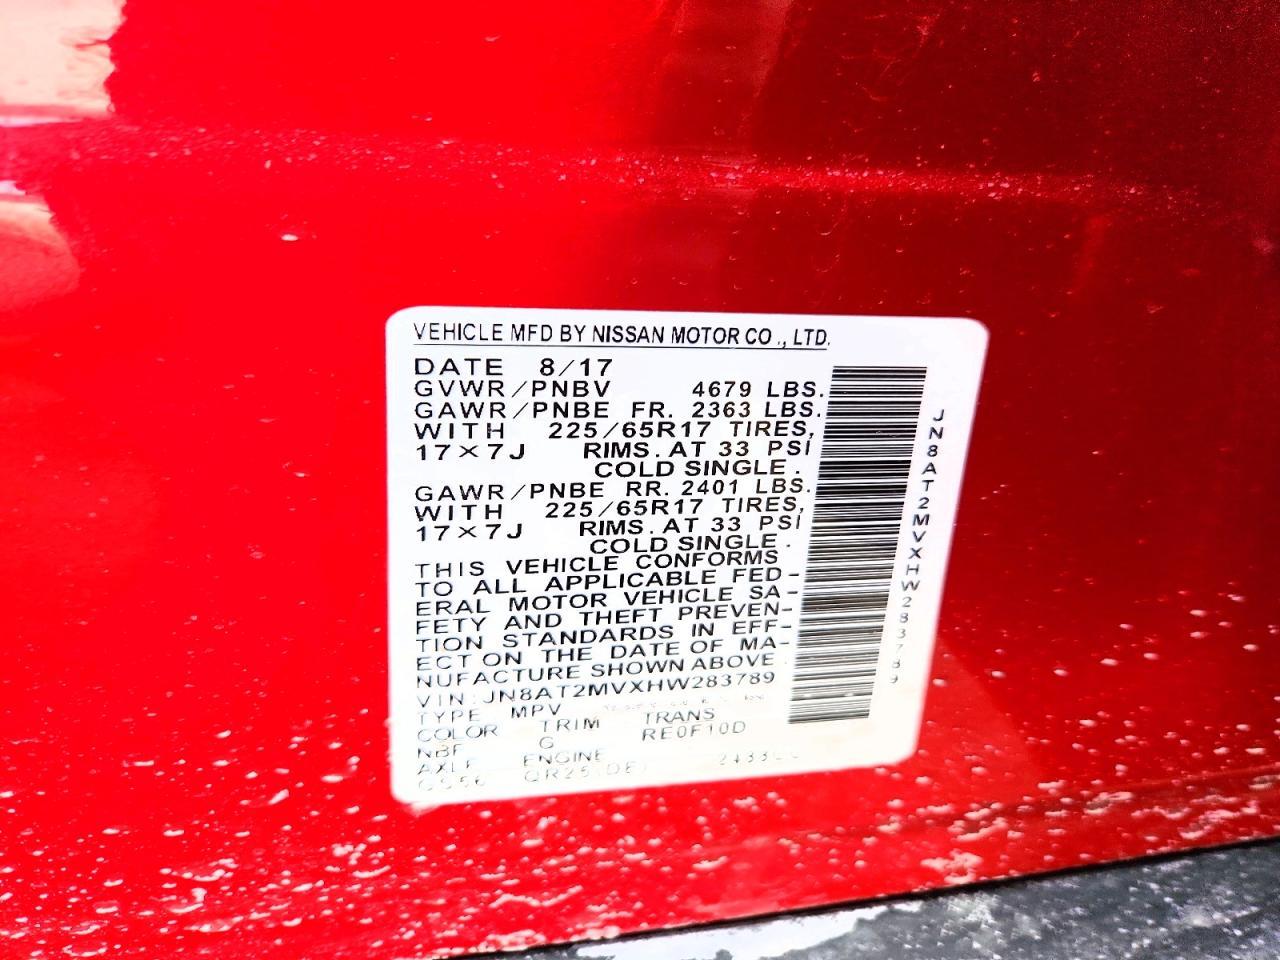 VEHICLE MFD BY NISSAN MOTOR CO., LTD.
DATE 8/17
GVWR/PNBV 4679 LBS.
GAWR/PNBE FR. 2363 LBS.
WITH 225/65R17 TIRES,
17×7J RIMS. AT 33 PSI
COLD SINGLE.
GAWR/PNBE RR. 2401 LBS.
WITH 225/65R17 TIRES,
17×7J RIMS. AT 33 PSI
COLD SINGLE.
THIS VEHICLE CONFORMS
TO ALL APPLICABLE FED-
ERAL MOTOR VEHICLE SA-
FETY AND THEFT PREVEN-
TION STANDARDS IN EFF-
ECT ON THE DATE OF MA-
NUFACTURE SHOWN ABOVE.
VIN:JN8AT2MVXHW283789
TYPE MPV
COLOR TRIM TRANS
NBF G RE0F10D
AXLE ENGINE
QR25(DE)
JN8AT2MVXHW283789